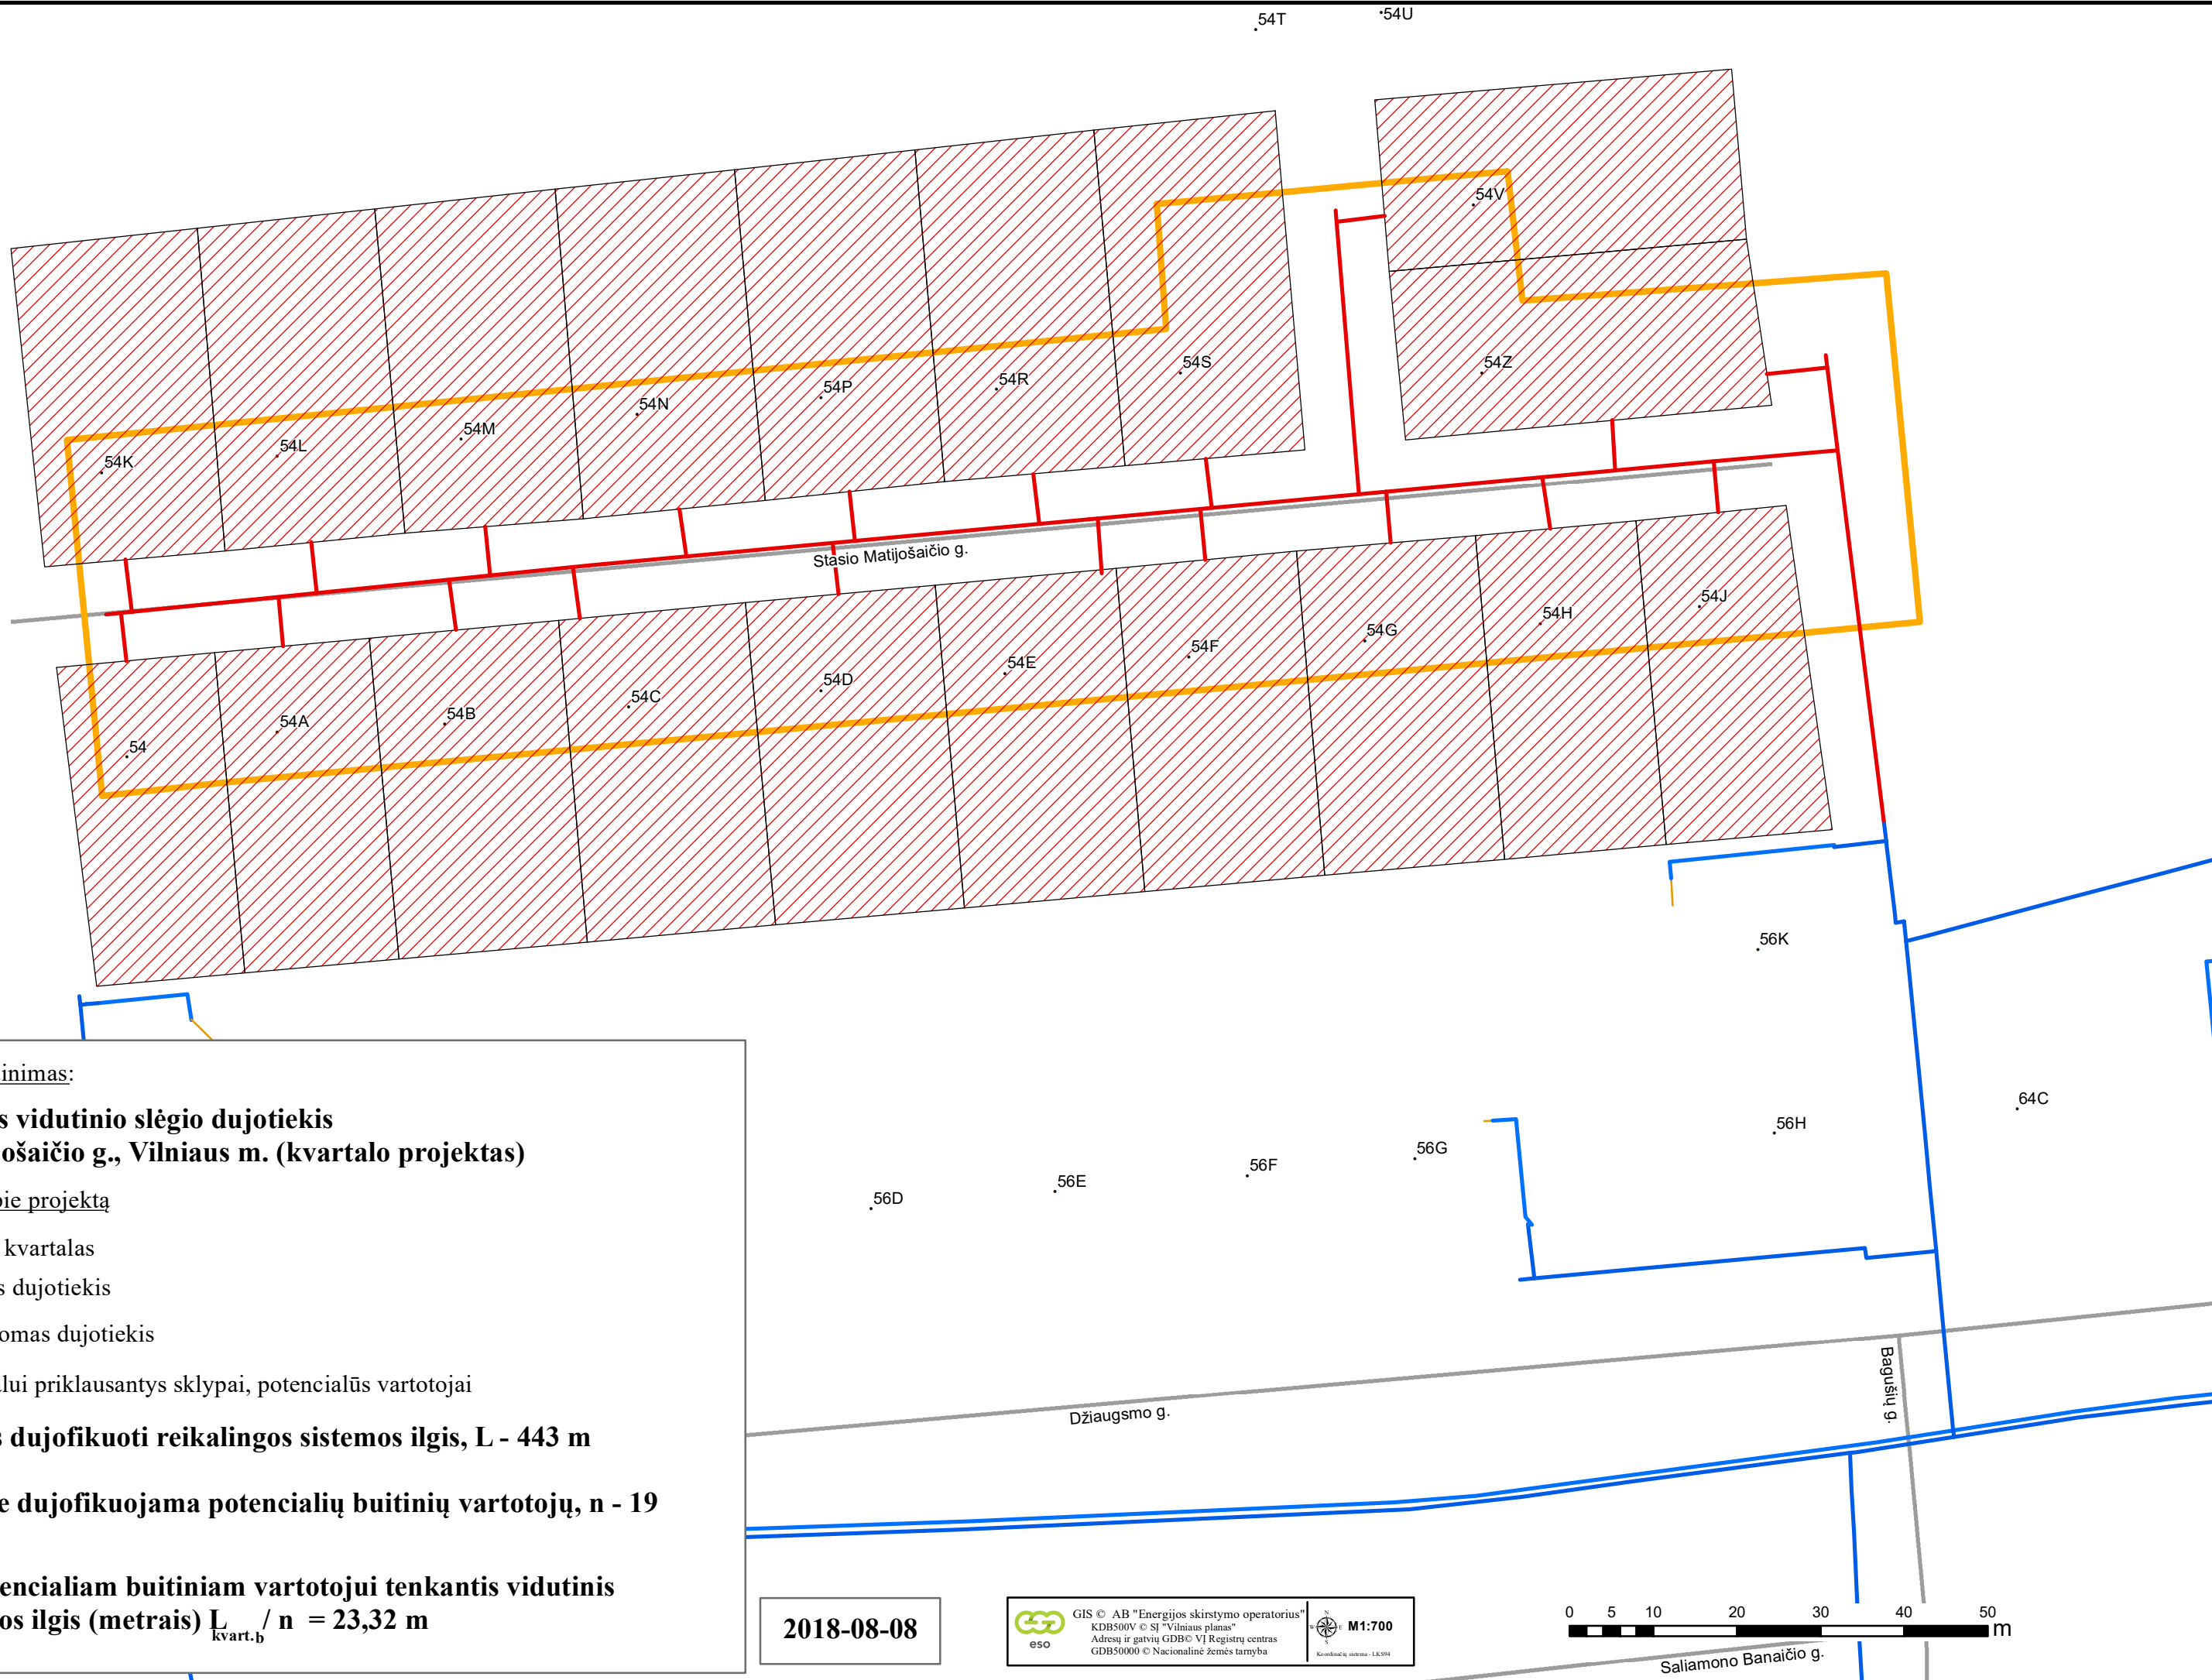 54T
54U
54V
54Z
54S
54R
54P
54N
54M
54L
54K
Stasio Matijošaičio g.
54J
54H
54G
54F
54E
54D
54C
54B
54A
54
56K
64C
56H
56G
56F
56E
56D
Bagušių g.
Džiaugsmo g.
inimas:
s vidutinio slėgio dujotiekis
ošaičio g., Vilniaus m. (kvartalo projektas)
pie projektą
kvartalas
s dujotiekis
omas dujotiekis
alui priklausantys sklypai, potencialūs vartotojai
s dujofikuoti reikalingos sistemos ilgis, L - 443 m
e dujofikuojama potencialių buitinių vartotojų, n - 19
encialiam buitiniam vartotojui tenkantis vidutinis
os ilgis (metrais) L kvart.b / n = 23,32 m
2018-08-08
eso
GIS © AB "Energijos skirstymo operatorius"
KDB500V © SĮ "Vilniaus planas"
Adresų ir gatvių GDB© VĮ Registrų centras
GDB50000 © Nacionalinė žemės tarnyba
N
W E
S
M1:700
Koordinačių sistema - LKS94
0 5 10 20 30 40 50
m
Saliamono Banaičio g.